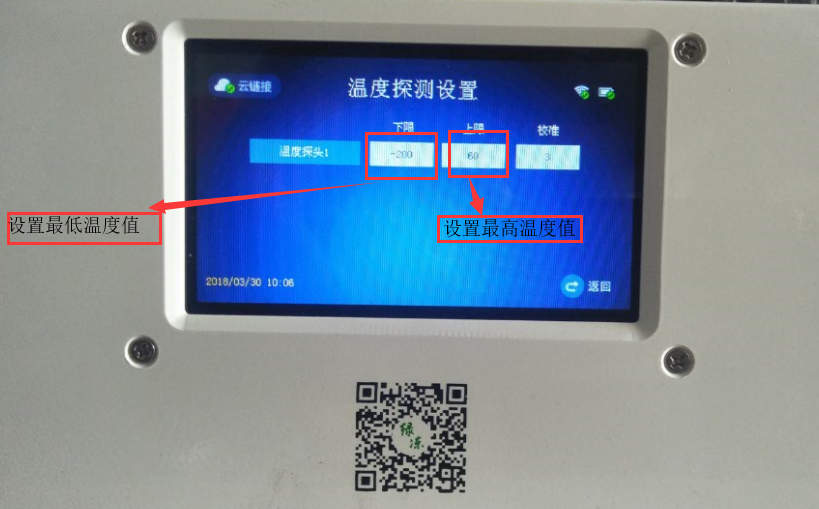 云链接
温度探测设置
下限 上限 校准
温度探头1 -200 60 3
设置最低温度值
设置最高温度值
2018/03/30 10:06
返回
绿
冻